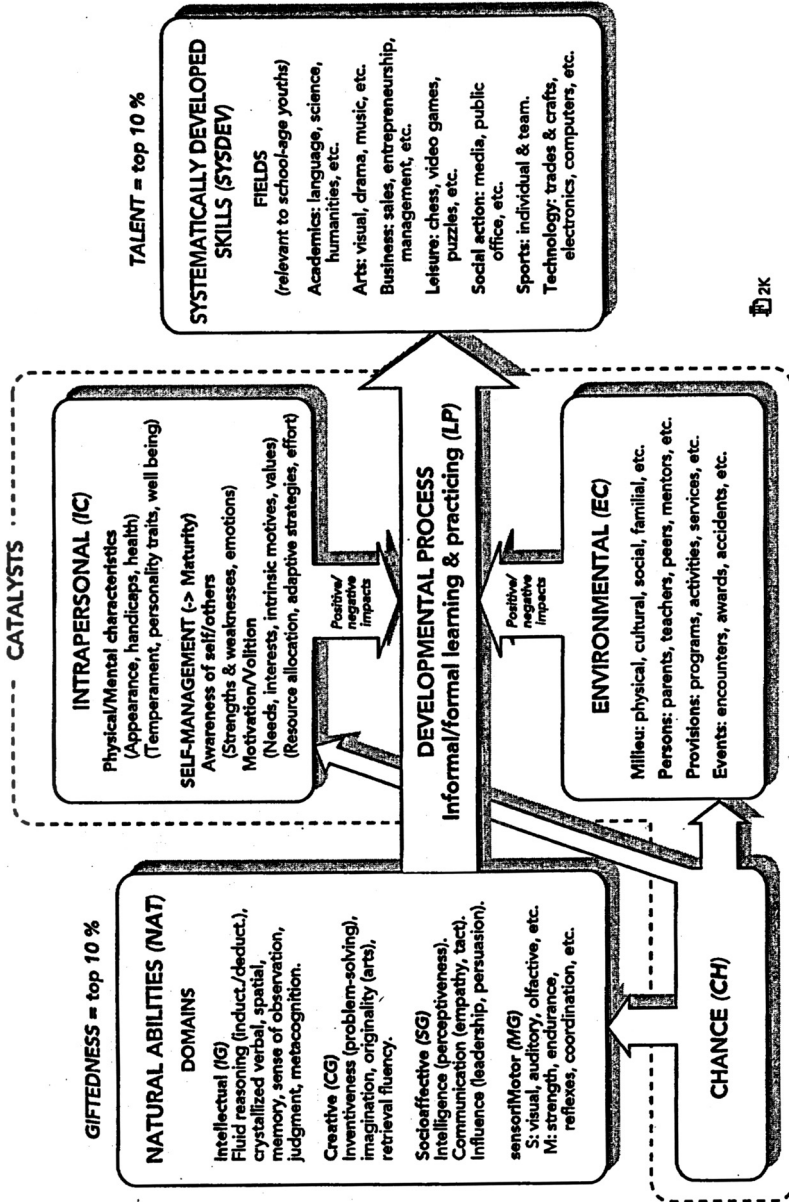 GIFTEDNESS = top 10 %
NATURAL ABILITIES (NAT)
DOMAINS
Intellectual (IG)
Fluid reasoning (induct./deduct.),
crystallized verbal, spatial,
memory, sense of observation,
judgment, metacognition.
Creative (CG)
Inventiveness (problem-solving),
imagination, originality (arts),
retrieval fluency.
Socioaffective (SG)
Intelligence (perceptiveness).
Communication (empathy, tact).
Influence (leadership, persuasion).
sensoriMotor (MG)
S: visual, auditory, olfactive, etc.
M: strength, endurance,
reflexes, coordination, etc.
CHANCE (CH)
CATALYSTS
INTRAPERSONAL (IC)
Physical/Mental characteristics
(Appearance, handicaps, health)
(Temperament, personality traits, well being)
SELF-MANAGEMENT (-> Maturity)
Awareness of self/others
(Strengths & weaknesses, emotions)
Motivation/Volition
(Needs, interests, intrinsic motives, values)
(Resource allocation, adaptive strategies, effort)
Positive/
negative
impacts
DEVELOPMENTAL PROCESS
Informal/formal learning & practicing (LP)
Positive/
negative
impacts
ENVIRONMENTAL (EC)
Milieu: physical, cultural, social, familial, etc.
Persons: parents, teachers, peers, mentors, etc.
Provisions: programs, activities, services, etc.
Events: encounters, awards, accidents, etc.
TALENT = top 10 %
SYSTEMATICALLY DEVELOPED
SKILLS (SYSDEV)
FIELDS
(relevant to school-age youths)
Academics: language, science,
humanities, etc.
Arts: visual, drama, music, etc.
Business: sales, entrepreneurship,
management, etc.
Leisure: chess, video games,
puzzles, etc.
Social action: media, public
office, etc.
Sports: individual & team.
Technology: trades & crafts,
electronics, computers, etc.
2K